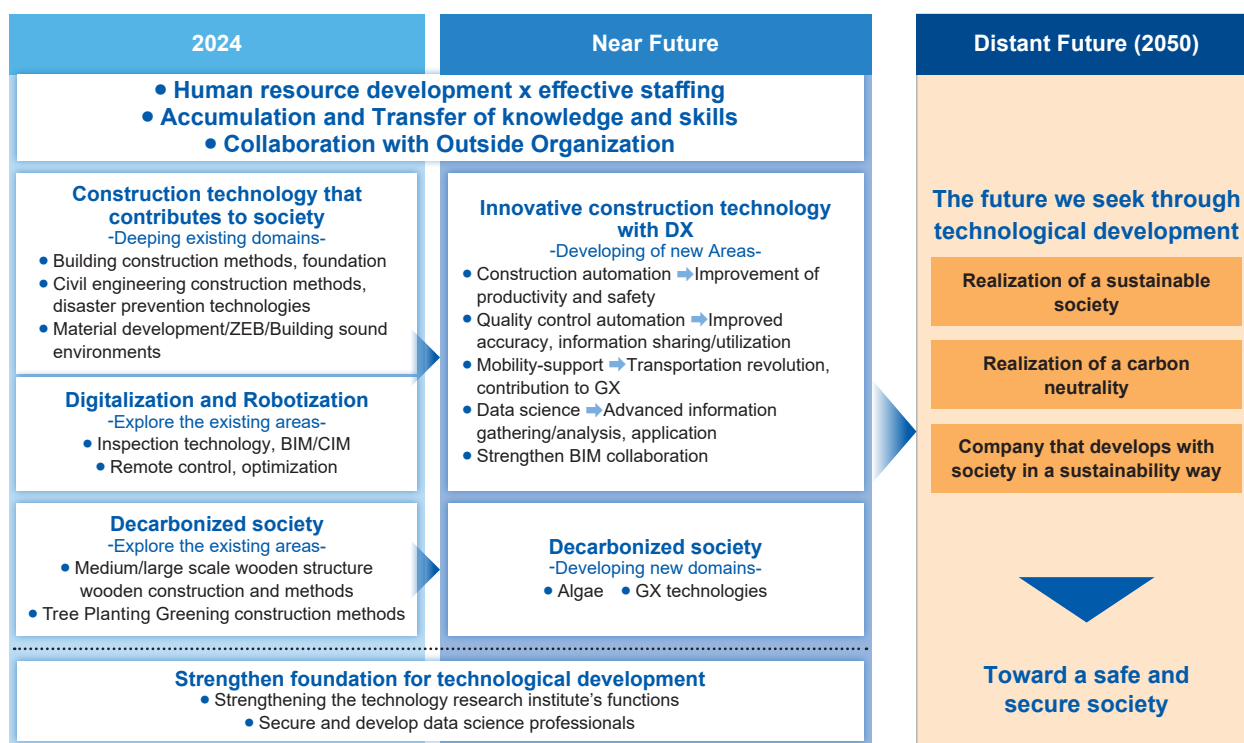 2024
Near Future
Distant Future (2050)
● Human resource development x effective staffing
● Accumulation and Transfer of knowledge and skills
● Collaboration with Outside Organization
Construction technology that
contributes to society
-Deeping existing domains-
● Building construction methods, foundation
● Civil engineering construction methods,
disaster prevention technologies
● Material development/ZEB/Building sound
environments
Digitalization and Robotization
-Explore the existing areas-
● Inspection technology, BIM/CIM
● Remote control, optimization
Decarbonized society
-Explore the existing areas-
● Medium/large scale wooden structure
wooden construction and methods
● Tree Planting Greening construction methods
Innovative construction technology
with DX
-Developing of new Areas-
● Construction automation ➡Improvement of
productivity and safety
● Quality control automation ➡Improved
accuracy, information sharing/utilization
● Mobility-support ➡Transportation revolution,
contribution to GX
● Data science ➡Advanced information
gathering/analysis, application
● Strengthen BIM collaboration
Decarbonized society
-Developing new domains-
● Algae ● GX technologies
Strengthen foundation for technological development
● Strengthening the technology research institute's functions
● Secure and develop data science professionals
The future we seek through
technological development
Realization of a sustainable
society
Realization of a carbon
neutrality
Company that develops with
society in a sustainability way
Toward a safe and
secure society